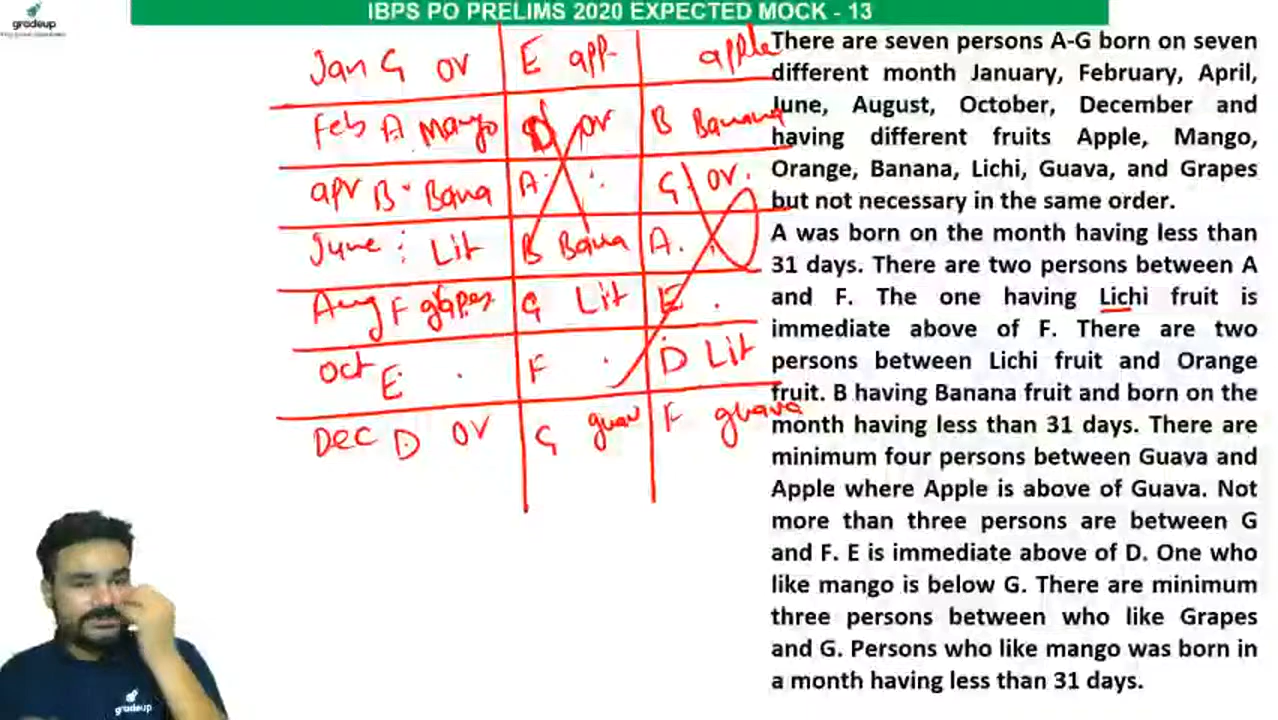 gradeup
IBPS PO PRELIMS 2020 EXPECTED MOCK - 13
Jan G or E app apple
Feb A Mango D or B Banana
apr B Bana A G or
June Lit B Bana A
Aug F grapes G Lit E
Oct E F D Lit
Dec D or G guav F guava
There are seven persons A-G born on seven
different month January, February, April,
June, August, October, December and
having different fruits Apple, Mango,
Orange, Banana, Lichi, Guava, and Grapes
but not necessary in the same order.
A was born on the month having less than
31 days. There are two persons between A
and F. The one having Lichi fruit is
immediate above of F. There are two
persons between Lichi fruit and Orange
fruit. B having Banana fruit and born on the
month having less than 31 days. There are
minimum four persons between Guava and
Apple where Apple is above of Guava. Not
more than three persons are between G
and F. E is immediate above of D. One who
like mango is below G. There are minimum
three persons between who like Grapes
and G. Persons who like mango was born in
a month having less than 31 days.
gradeup